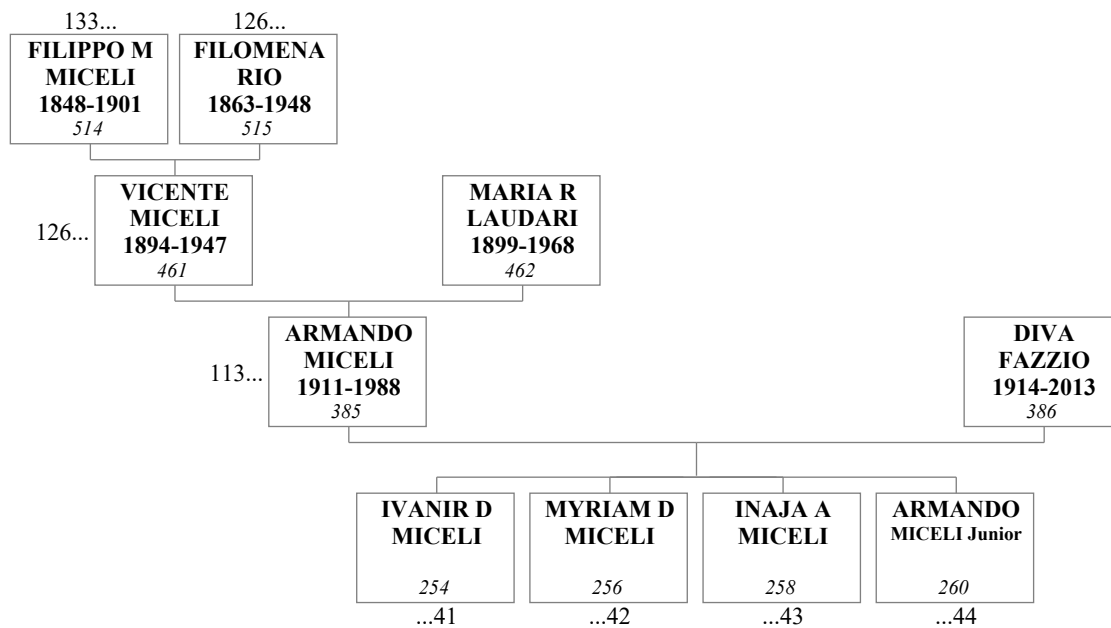 133...
126...
FILIPPO M
MICELI
1848-1901
514
FILOMENA
RIO
1863-1948
515
126...
VICENTE
MICELI
1894-1947
461
MARIA R
LAUDARI
1899-1968
462
113...
ARMANDO
MICELI
1911-1988
385
DIVA
FAZZIO
1914-2013
386
IVANIR D
MICELI
254
...41
MYRIAM D
MICELI
256
...42
INAJA A
MICELI
258
...43
ARMANDO
MICELI Junior
260
...44